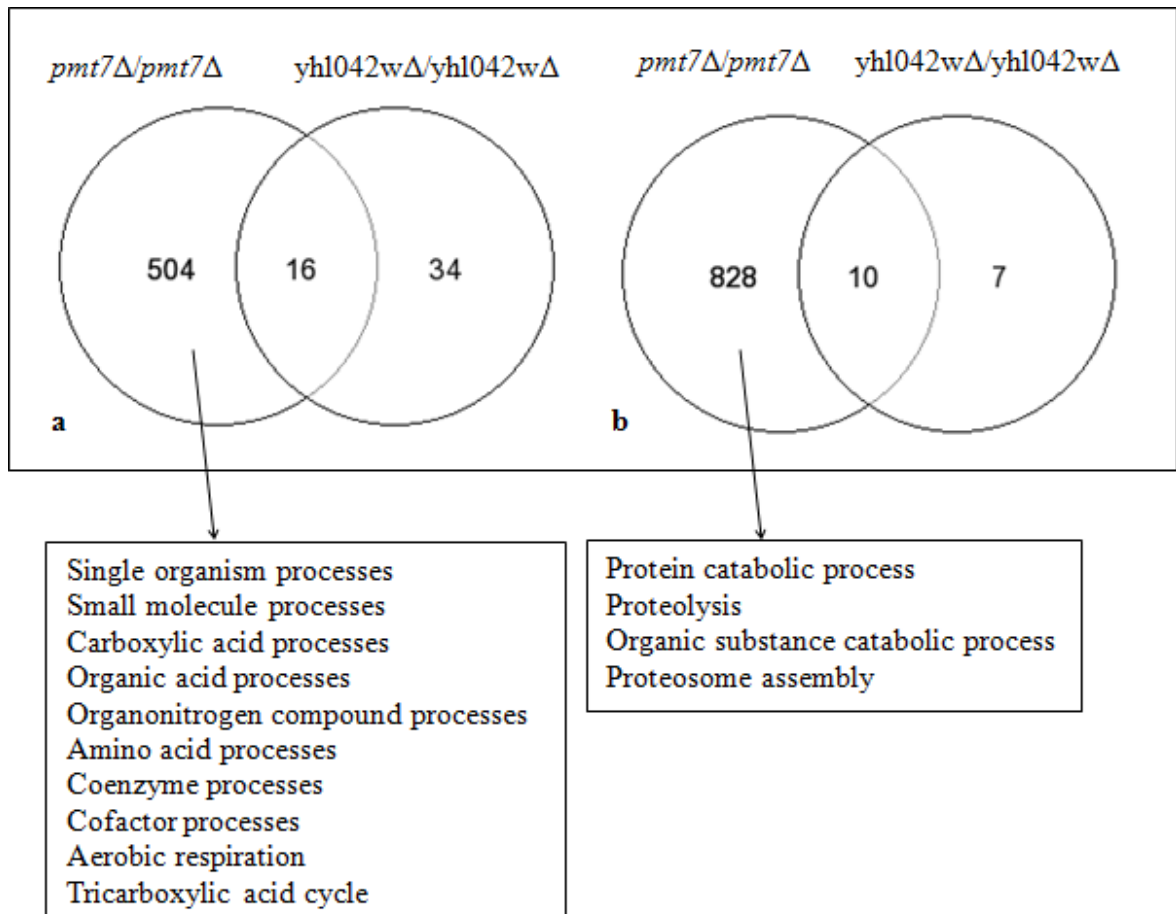 pmt7Δ/pmt7Δ yhl042wΔ/yhl042wΔ
504 16 34
a
pmt7Δ/pmt7Δ yhl042wΔ/yhl042wΔ
828 10 7
b
Single organism processes
Small molecule processes
Carboxylic acid processes
Organic acid processes
Organonitrogen compound processes
Amino acid processes
Coenzyme processes
Cofactor processes
Aerobic respiration
Tricarboxylic acid cycle
Protein catabolic process
Proteolysis
Organic substance catabolic process
Proteosome assembly